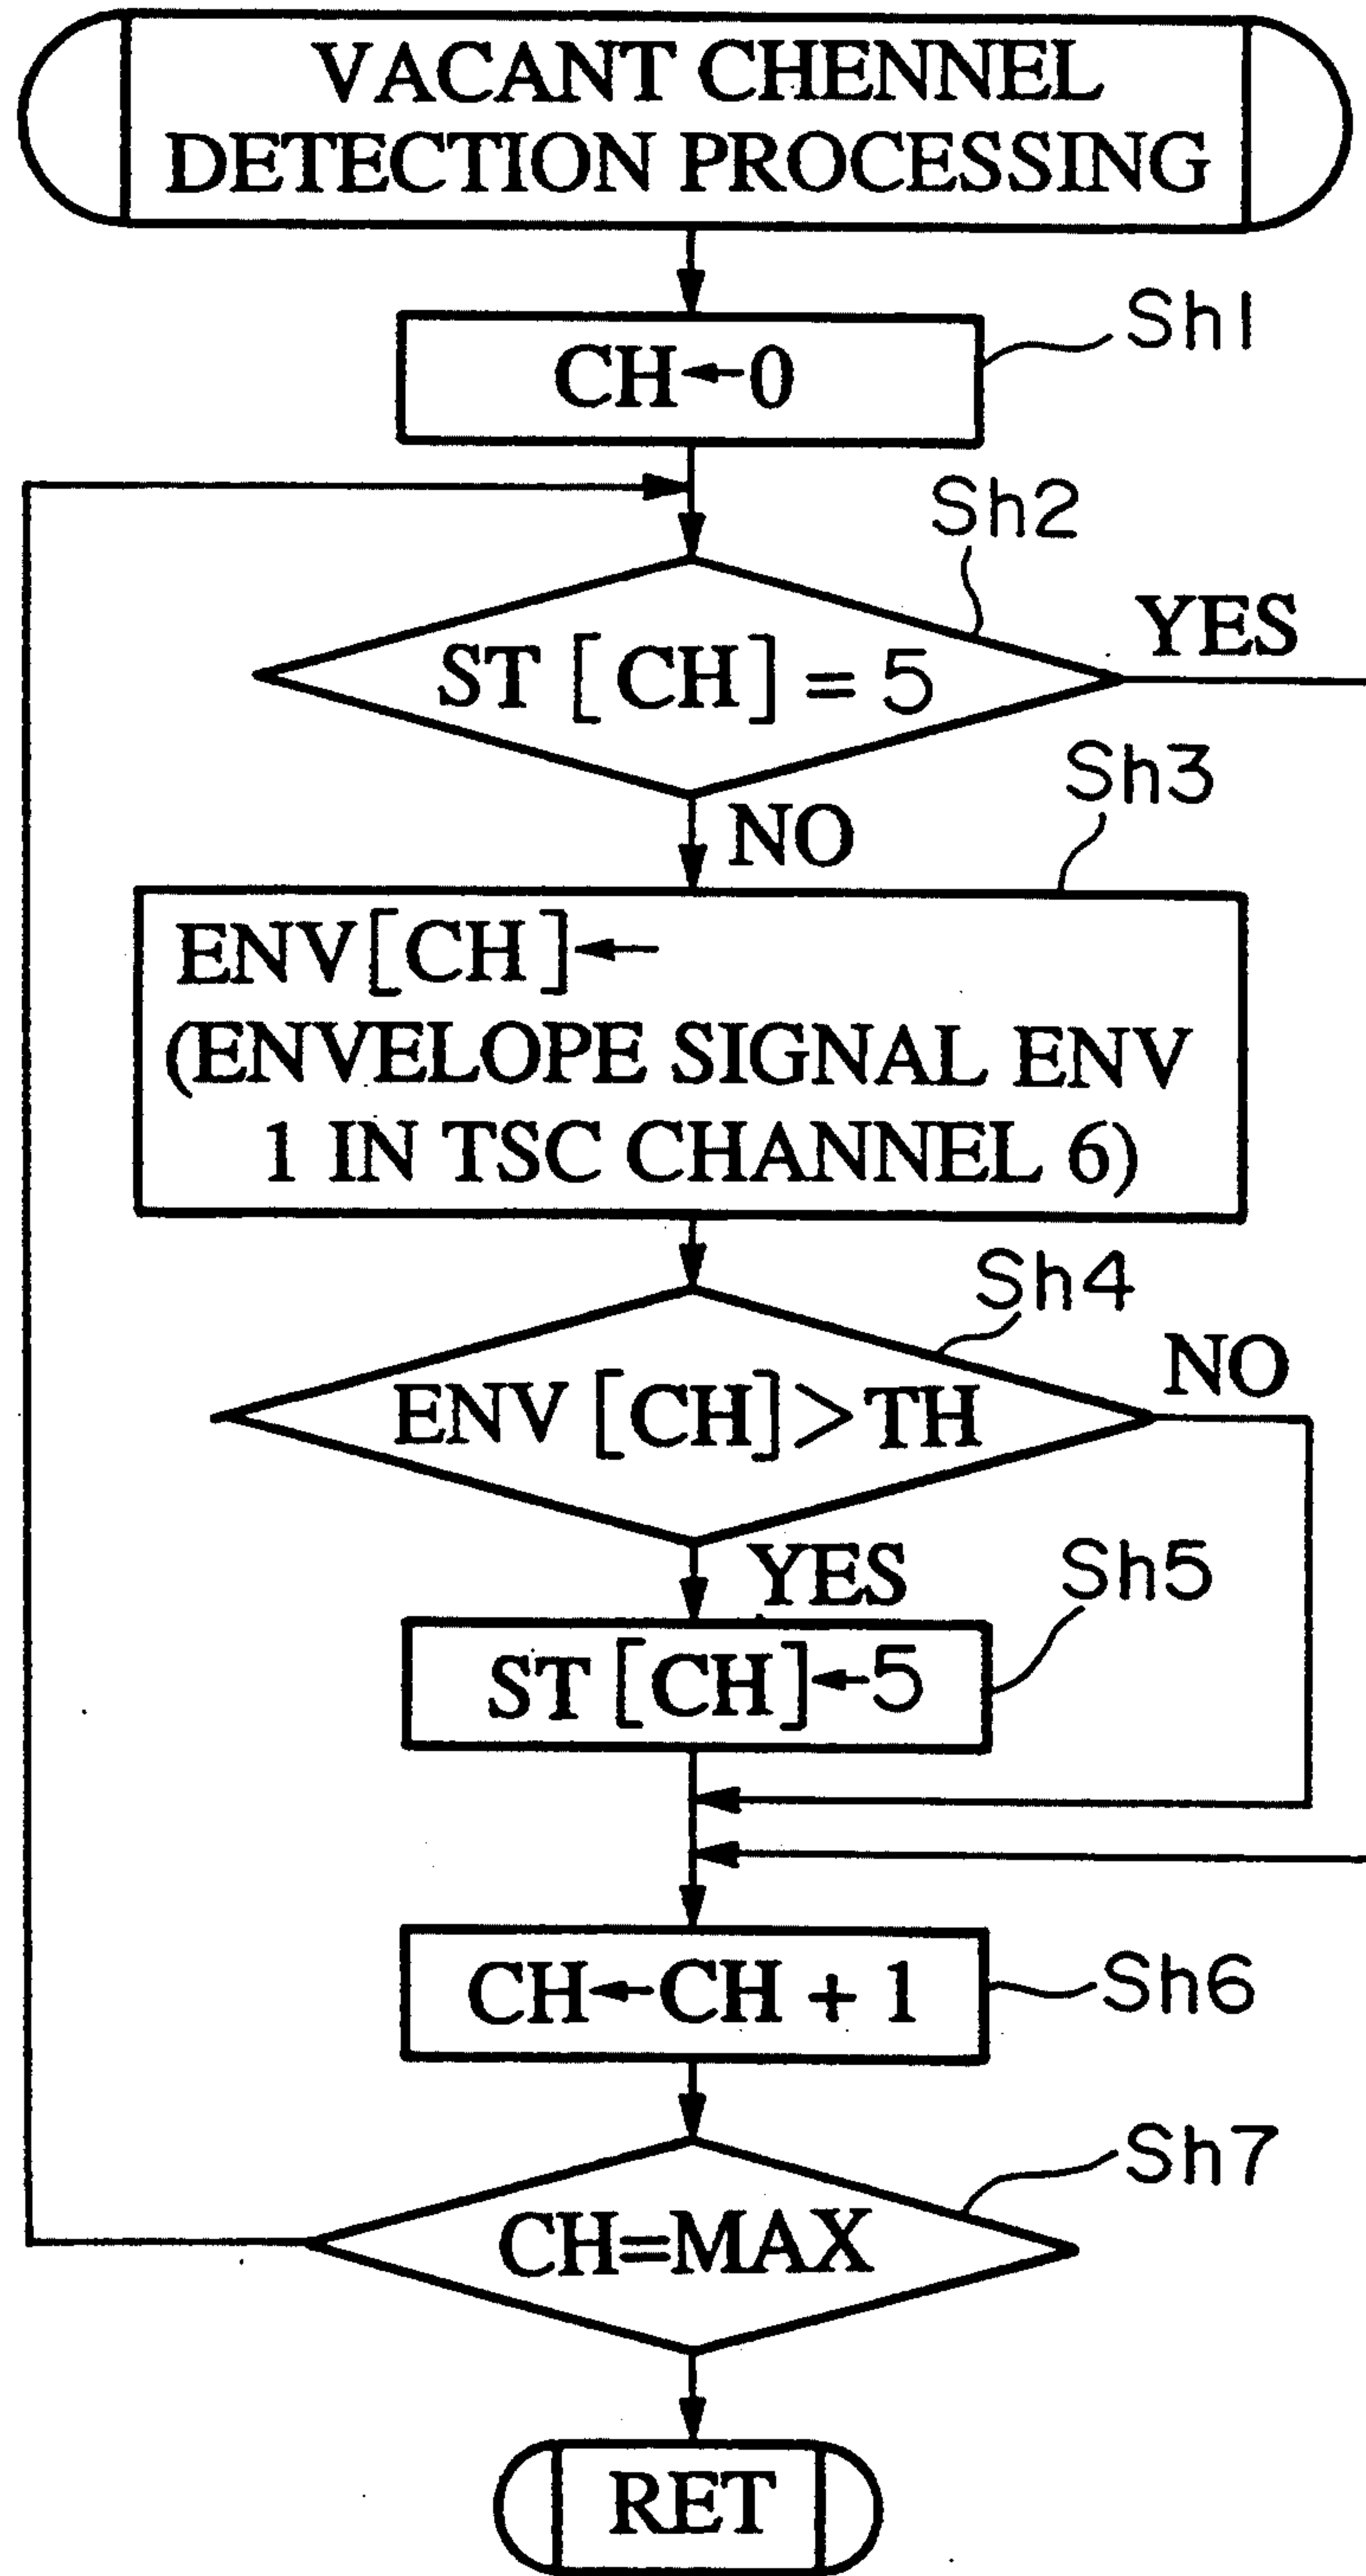 VACANT CHENNEL
DETECTION PROCESSING
CH←0
Sh1
Sh2
ST [CH] = 5
YES
NO
Sh3
ENV[CH]←
(ENVELOPE SIGNAL ENV
1 IN TSC CHANNEL 6)
Sh4
ENV [CH]>TH
NO
YES
Sh5
ST [CH]←5
CH←CH + 1
Sh6
Sh7
CH=MAX
RET